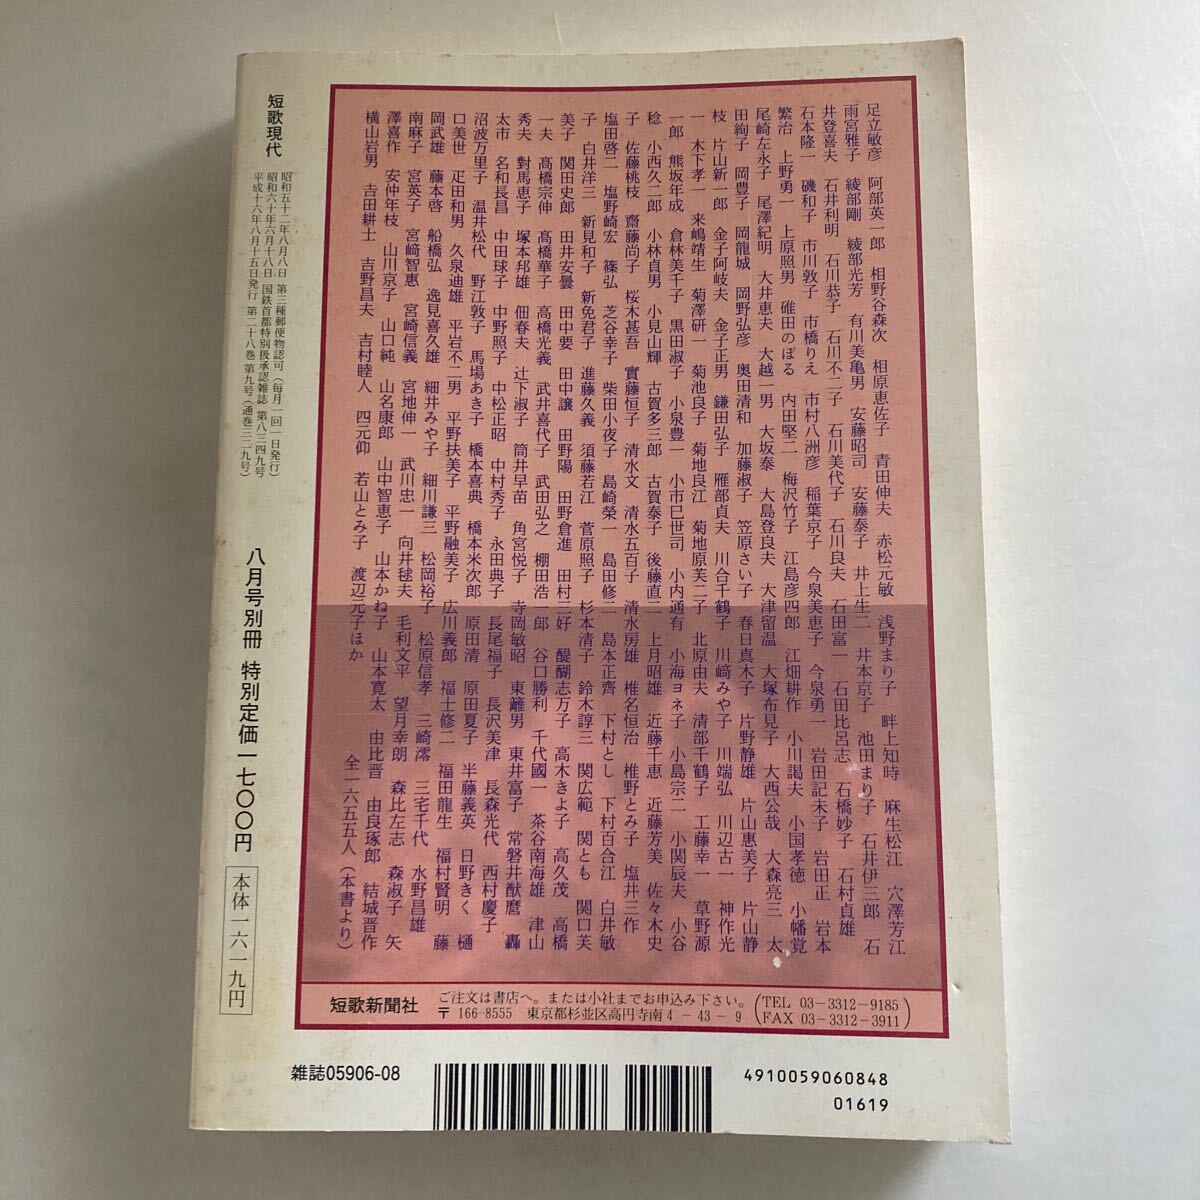 足立敏彦 阿部英一郎 相野谷森次 相原恵佐子 青田伸夫 赤松元敏 浅野まり子 畔上知時 麻生松江 穴澤芳江
雨宮雅子 綾部剛 綾部光芳 有川美亀男 安藤昭司 安藤泰子 井上生二 井本京子 池田まり子 石井伊三郎 石
井登喜夫 石井利明 石川恭子 石川不二子 石川美代子 石川良夫 石田富一 石田比呂志 石橋妙子 石村貞雄
石本隆一 磯和子 市川敦子 市橋りえ 市村八洲彦 稲葉京子 今泉美恵子 今泉勇一 岩田記未子 岩田正 岩本
繁治 上野勇一 上原照男 碓田のぼる 内田堅二 梅沢竹子 江島彦四郎 江畑耕作 小川謁夫 小国孝徳 小幡覚
尾崎左永子 尾澤紀明 大井恵夫 大越一男 大坂泰 大島登良夫 大津留温 大塚布見子 大西公哉 大森亮三 太
田絢子 岡豊子 岡龍城 岡野弘彦 奥田清和 加藤淑子 笠原さい子 春日真木子 片野静雄 片山惠美子 片山静
枝 片山新一郎 金子阿岐夫 金子正男 鎌田弘子 雁部貞夫 川合千鶴子 川﨑みや子 川端弘 川辺古一 神作光
一 木下孝一 来嶋靖生 菊澤研一 菊池良子 菊地良江 菊地原芙二子 北原由夫 清部千鶴子 工藤幸一 草野源
一郎 熊坂年成 倉林美千子 黒田淑子 小泉豊一 小市巳世司 小内通有 小海ヨネ子 小島宗二 小関辰夫 小谷
稔 小西久二郎 小林貞男 小見山輝 古賀多三郎 古賀泰子 後藤直二 上月昭雄 近藤千恵 近藤芳美 佐々木史
子 佐藤桃枝 齋藤尚子 桜木甚吾 實藤恒子 清水文 清水五百子 清水房雄 椎名恒治 椎野とみ子 塩井三作
塩田啓二 塩野崎宏 篠弘 芝谷幸子 柴田小夜子 島崎榮一 島田修二 島本正齊 下村とし 下村百合江 白井敏
子 白井洋三 新見和子 新免君子 進藤久義 須藤若江 菅原照子 杉本清子 鈴木諄三 関広範 関とも 関口芙
美子 関田史郎 田井安曇 田中要 田中譲 田野陽 田野倉進 田村三好 醍醐志万子 高木きよ子 高久茂 高橋
一夫 高橋宗伸 高橋華子 高橋光義 武井喜代子 武田弘之 棚田浩一郎 谷口勝利 千代國一 茶谷南海雄 津山
秀夫 對馬恵子 塚本邦雄 佃春夫 辻下淑子 筒井早苗 角宮悦子 寺岡敏昭 東籬男 東井富子 常磐井猷麿 轟
太市 名和長昌 中田球子 中野照子 中松正昭 中村秀子 永田典子 長尾福子 長沢美津 長森光代 西村慶子
沼波万里子 温井松代 野江敦子 馬場あき子 橋本喜典 橋本米次郎 原田清 原田夏子 半藤義英 日野きく 樋
口美世 疋田和男 久泉迪雄 平岩不二男 平野扶美子 平野融美子 広川義郎 福士修二 福田龍生 福村賢明 藤
岡武雄 藤本啓 船橋弘 逸見喜久雄 細井みや子 細川謙三 松岡裕子 松原信孝 三崎澪 三宅千代 水野昌雄
南麻子 宮英子 宮崎智惠 宮崎信義 宮地伸一 武川忠一 向井毬夫 毛利文平 望月幸朗 森比左志 森淑子 矢
澤喜作 安仲年枝 山川京子 山口純 山名康郎 山中智恵子 山本かね子 山本寛太 由比晋 由良琢郎 結城晋作
横山岩男 吉田耕士 吉野昌夫 吉村睦人 四元仰 若山とみ子 渡辺元子ほか 全一六五五人(本書より)
短歌新聞社
ご注文は書店へ。または小社までお申込み下さい。
〒166-8555 東京都杉並区高円寺南4-43-9
TEL 03-3312-9185
FAX 03-3312-3911
短歌現代
昭和五十二年八月八日 第三種郵便物認可(毎月一回一日発行)
昭和六十年六月十八日 国鉄首都特別扱承認雑誌 第八三四九号
平成十六年八月十五日発行 第二十八巻 第九号(通巻三二九号)
八月号別冊 特別定価一七〇〇円
本体一六一九円
雑誌05906-08
4910059060848
01619